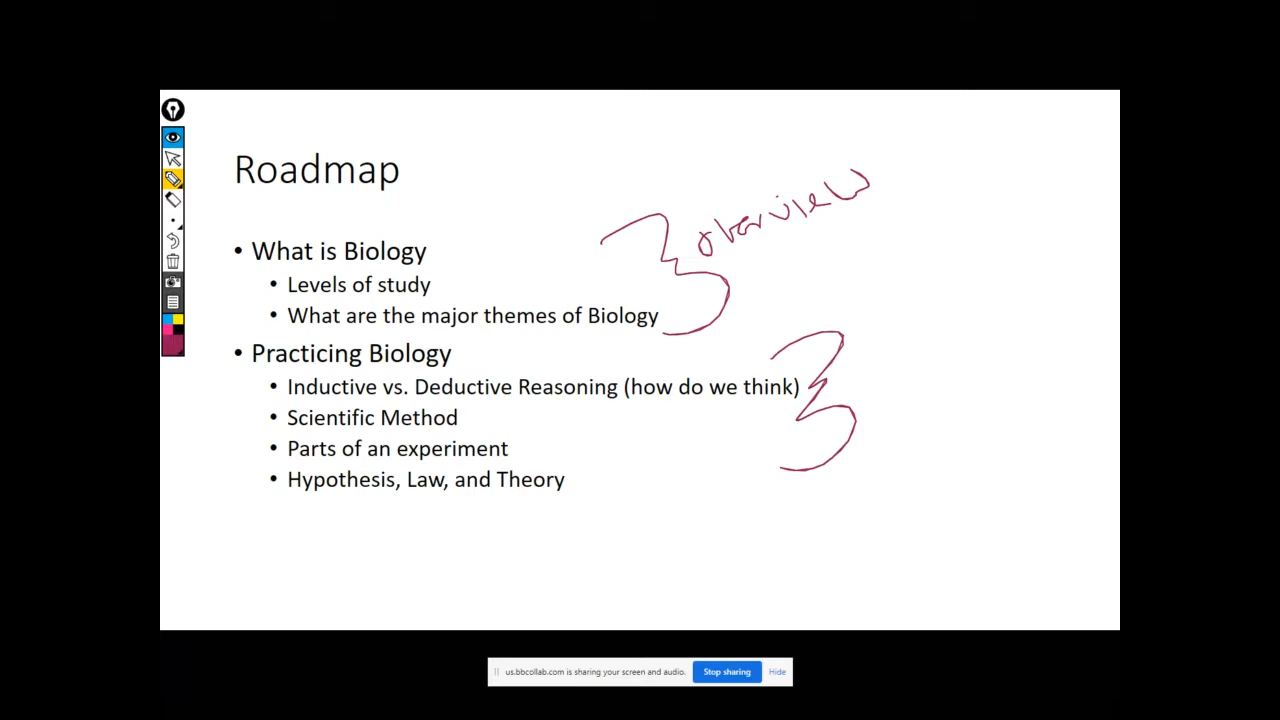 Roadmap
overview
• What is Biology
• Levels of study
• What are the major themes of Biology
• Practicing Biology
• Inductive vs. Deductive Reasoning (how do we think)
• Scientific Method
• Parts of an experiment
• Hypothesis, Law, and Theory
us.bbcollab.com is sharing your screen and audio. Stop sharing Hide